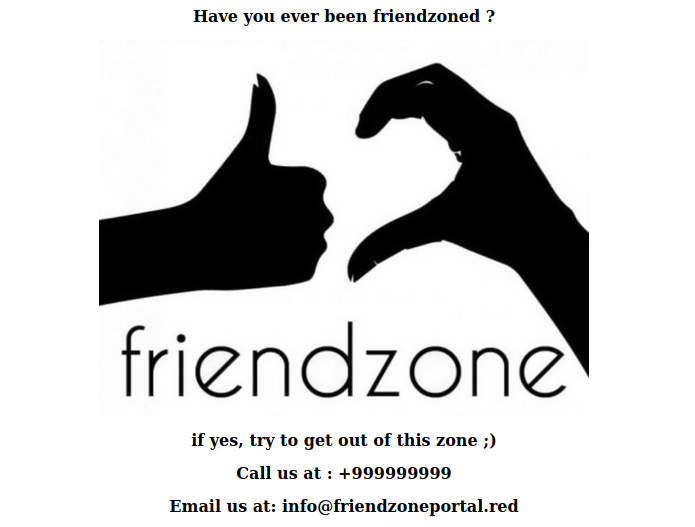 Have you ever been friendzoned ?
friendzone
if yes, try to get out of this zone ;)
Call us at : +999999999
Email us at: info@friendzoneportal.red